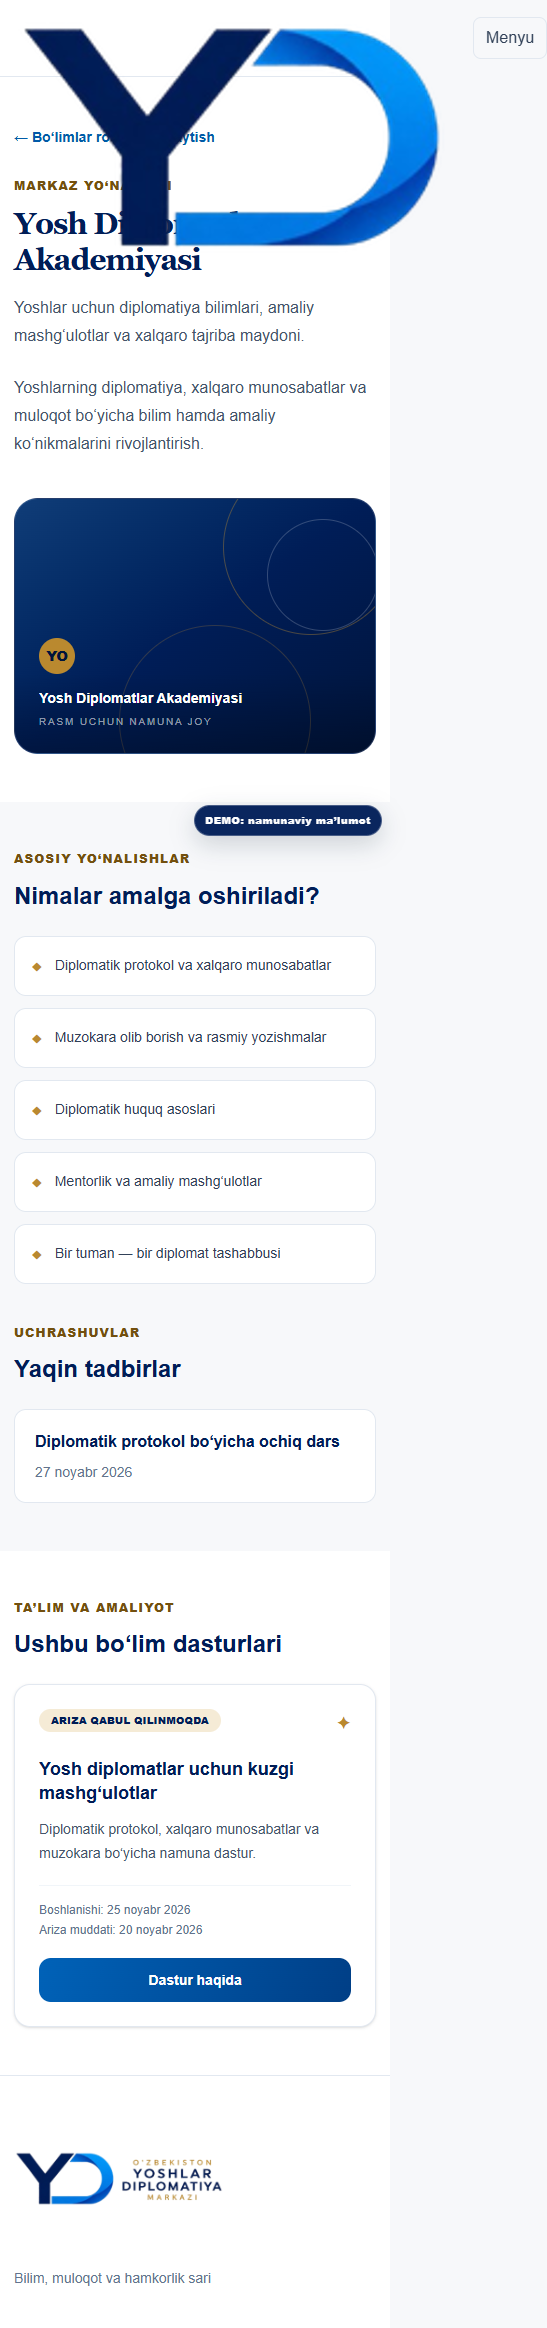 Menyu
← Bo‘limlar
MARKAZ
Yosh
Akademiyasi
Yoshlar uchun diplomatiya bilimlari, amaliy
mashg‘ulotlar va xalqaro tajriba maydoni.
Yoshlarning diplomatiya, xalqaro munosabatlar va
muloqot bo‘yicha bilim hamda amaliy
ko‘nikmalarini rivojlantirish.
YO
Yosh Diplomatlar Akademiyasi
RASM UCHUN NAMUNA JOY
DEMO: namunaviy ma’lumot
ASOSIY YO‘NALISHLAR
Nimalar amalga oshiriladi?
Diplomatik protokol va xalqaro munosabatlar
Muzokara olib borish va rasmiy yozishmalar
Diplomatik huquq asoslari
Mentorlik va amaliy mashg‘ulotlar
Bir tuman — bir diplomat tashabbusi
UCHRASHUVLAR
Yaqin tadbirlar
Diplomatik protokol bo‘yicha ochiq dars
27 noyabr 2026
TA’LIM VA AMALIYOT
Ushbu bo‘lim dasturlari
ARIZA QABUL QILINMOQDA
Yosh diplomatlar uchun kuzgi
mashg‘ulotlar
Diplomatik protokol, xalqaro munosabatlar va
muzokara bo‘yicha namuna dastur.
Boshlanishi: 25 noyabr 2026
Ariza muddati: 20 noyabr 2026
Dastur haqida
YD
O‘ZBEKISTON
YOSHLAR
DIPLOMATIYA
MARKAZI
Bilim, muloqot va hamkorlik sari